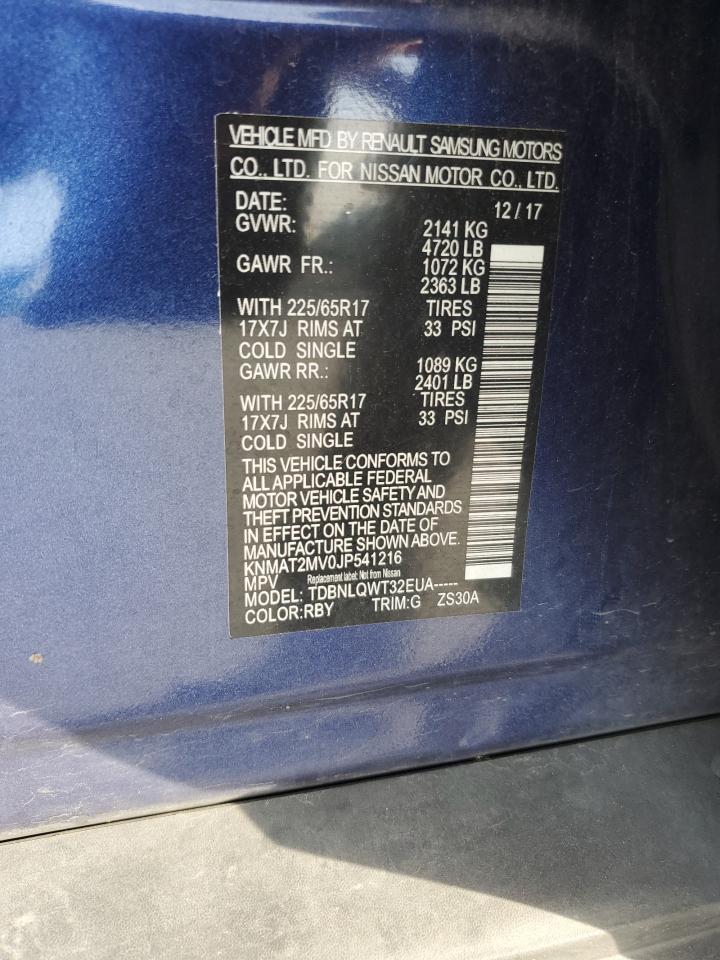 VEHICLE MFD BY RENAULT SAMSUNG MOTORS
CO., LTD. FOR NISSAN MOTOR CO., LTD.
DATE: 12 / 17
GVWR: 2141 KG
4720 LB
GAWR FR.: 1072 KG
2363 LB
WITH 225/65R17 TIRES
17X7J RIMS AT 33 PSI
COLD SINGLE
GAWR RR.: 1089 KG
2401 LB
WITH 225/65R17 TIRES
17X7J RIMS AT 33 PSI
COLD SINGLE
THIS VEHICLE CONFORMS TO
ALL APPLICABLE FEDERAL
MOTOR VEHICLE SAFETY AND
THEFT PREVENTION STANDARDS
IN EFFECT ON THE DATE OF
MANUFACTURE SHOWN ABOVE.
KNMAT2MV0JP541216
MPV Replacement label: Not from Nissan
MODEL: TDBNLQWT32EUA-----
COLOR:RBY TRIM:G ZS30A